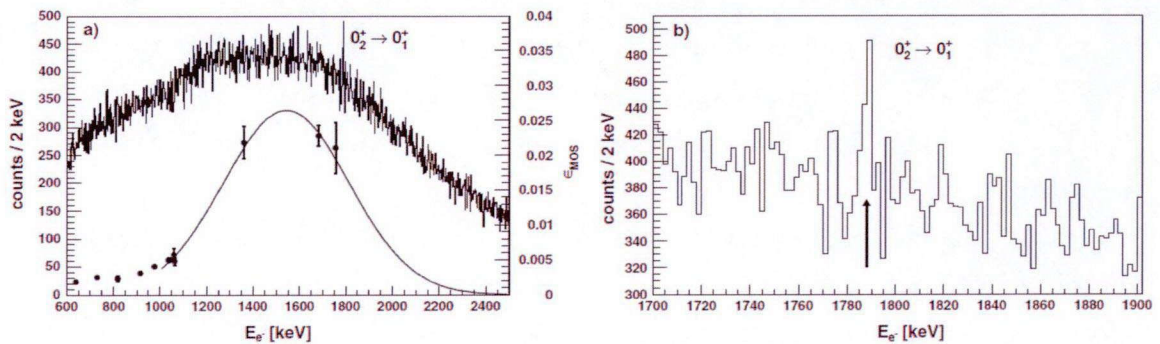 a)
0₂⁺ → 0₁⁺
counts / 2 keV
500
450
400
350
300
250
200
150
100
50
0
600 800 1000 1200 1400 1600 1800 2000 2200 2400
E_e⁻ [keV]
0.04
0.035
0.03
0.025
0.02
0.015
0.01
0.005
0
ε_MOS
b)
0₂⁺ → 0₁⁺
counts / 2 keV
500
480
460
440
420
400
380
360
340
320
300
1700 1720 1740 1760 1780 1800 1820 1840 1860 1880 1900
E_e⁻ [keV]